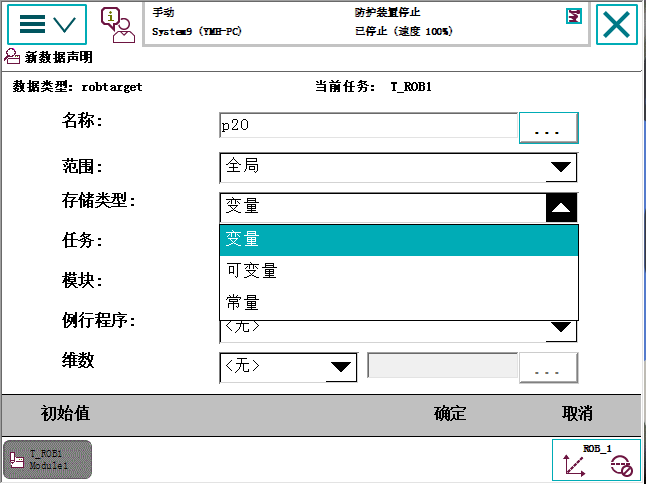 手动
防护装置停止
System9 (YMH-PC)
已停止 (速度 100%)
新数据声明
数据类型: robtarget
当前任务: T_ROB1
名称:
p20
...
范围:
全局
存储类型:
变量
任务:
变量
模块:
可变量
常量
例行程序:
<无>
维数
<无>
...
初始值
确定
取消
T_ROB1
Module1
ROB_1